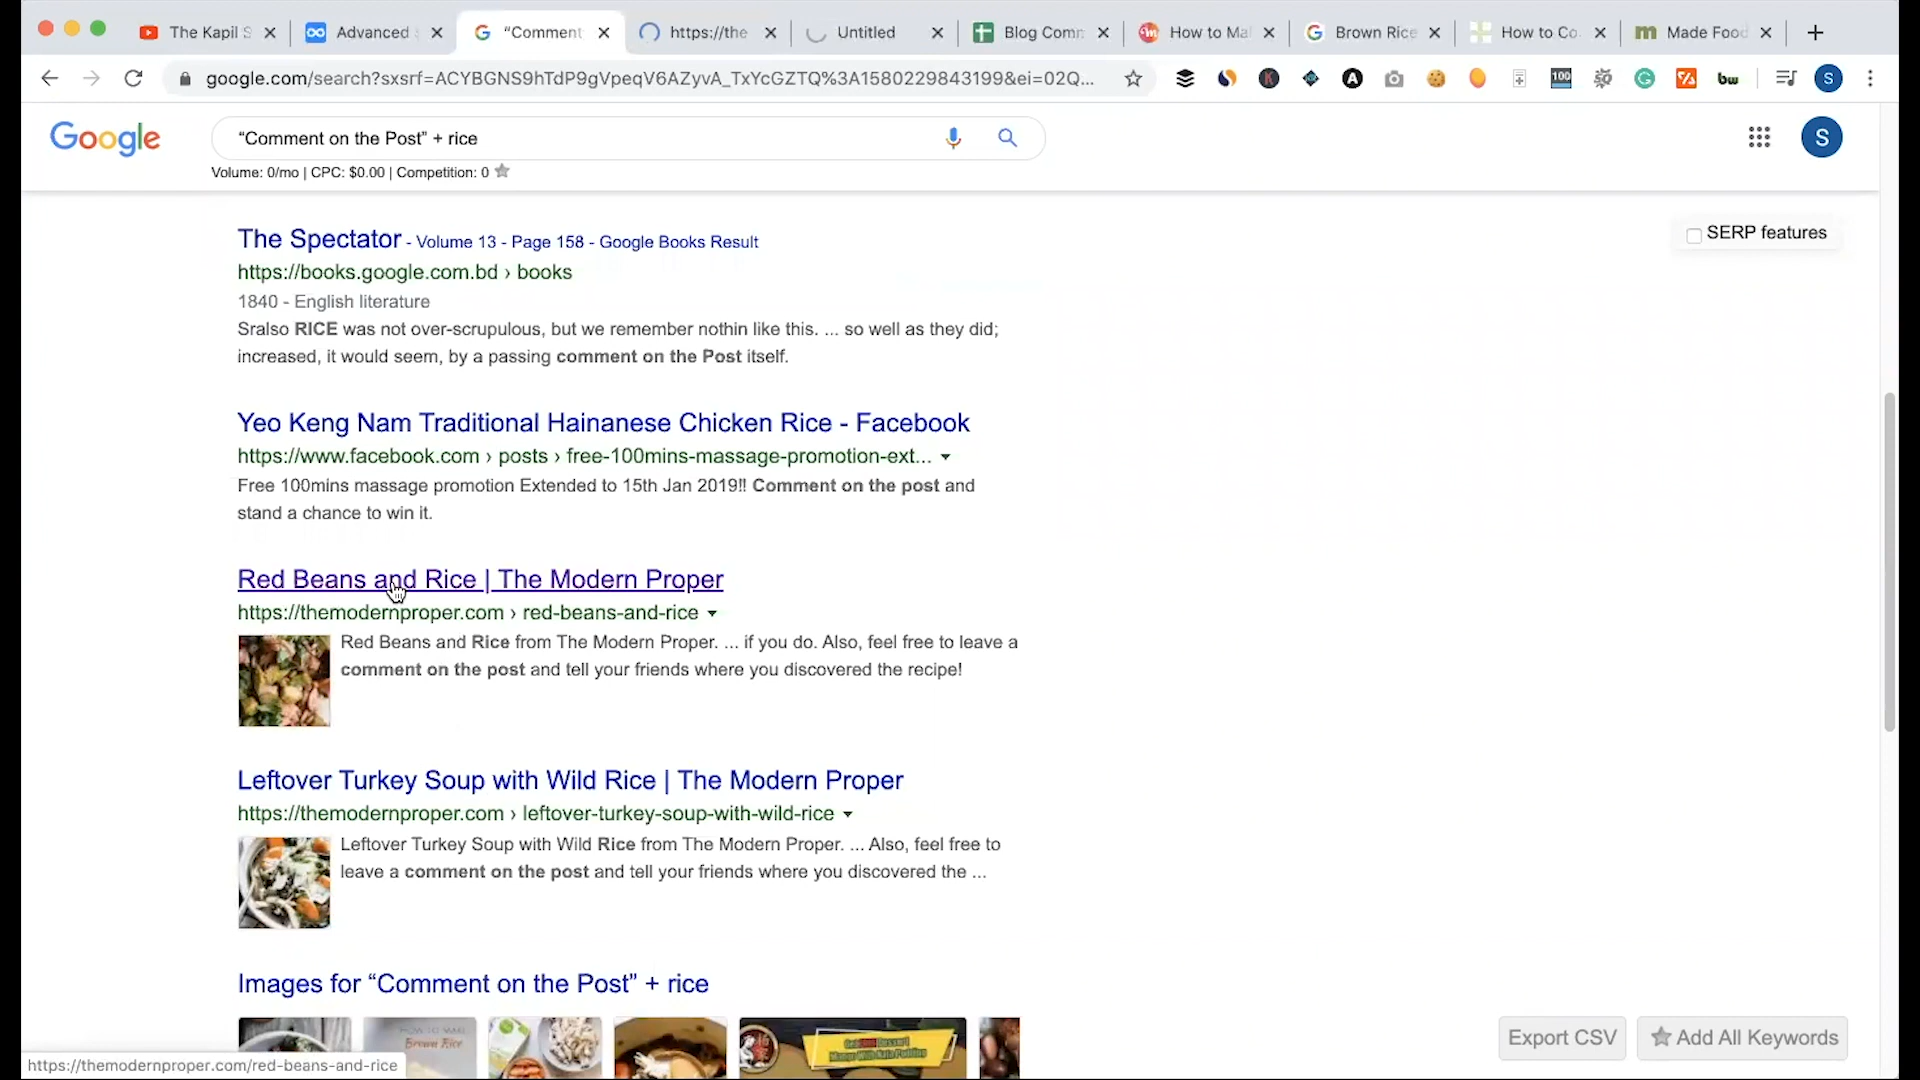 The Kapil S
Advanced
“Comment
https://the
Untitled
Blog Comm
How to Ma
Brown Rice
How to Co
Made Food
google.com/search?sxsrf=ACYBGNS9hTdP9gVpeqV6AZyvA_TxYcGZTQ%3A1580229843199&ei=02Q...
100
bw
S
Google
“Comment on the Post” + rice
S
Volume: 0/mo | CPC: $0.00 | Competition: 0
SERP features
The Spectator - Volume 13 - Page 158 - Google Books Result
https://books.google.com.bd › books
1840 - English literature
Sralso RICE was not over-scrupulous, but we remember nothin like this. ... so well as they did;
increased, it would seem, by a passing comment on the Post itself.
Yeo Keng Nam Traditional Hainanese Chicken Rice - Facebook
https://www.facebook.com › posts › free-100mins-massage-promotion-ext...
Free 100mins massage promotion Extended to 15th Jan 2019!! Comment on the post and
stand a chance to win it.
Red Beans and Rice | The Modern Proper
https://themodernproper.com › red-beans-and-rice
Red Beans and Rice from The Modern Proper. ... if you do. Also, feel free to leave a
comment on the post and tell your friends where you discovered the recipe!
Leftover Turkey Soup with Wild Rice | The Modern Proper
https://themodernproper.com › leftover-turkey-soup-with-wild-rice
Leftover Turkey Soup with Wild Rice from The Modern Proper. ... Also, feel free to
leave a comment on the post and tell your friends where you discovered the ...
Images for “Comment on the Post” + rice
HOW TO MAKE
Brown Rice
Export CSV
Add All Keywords
https://themodernproper.com/red-beans-and-rice